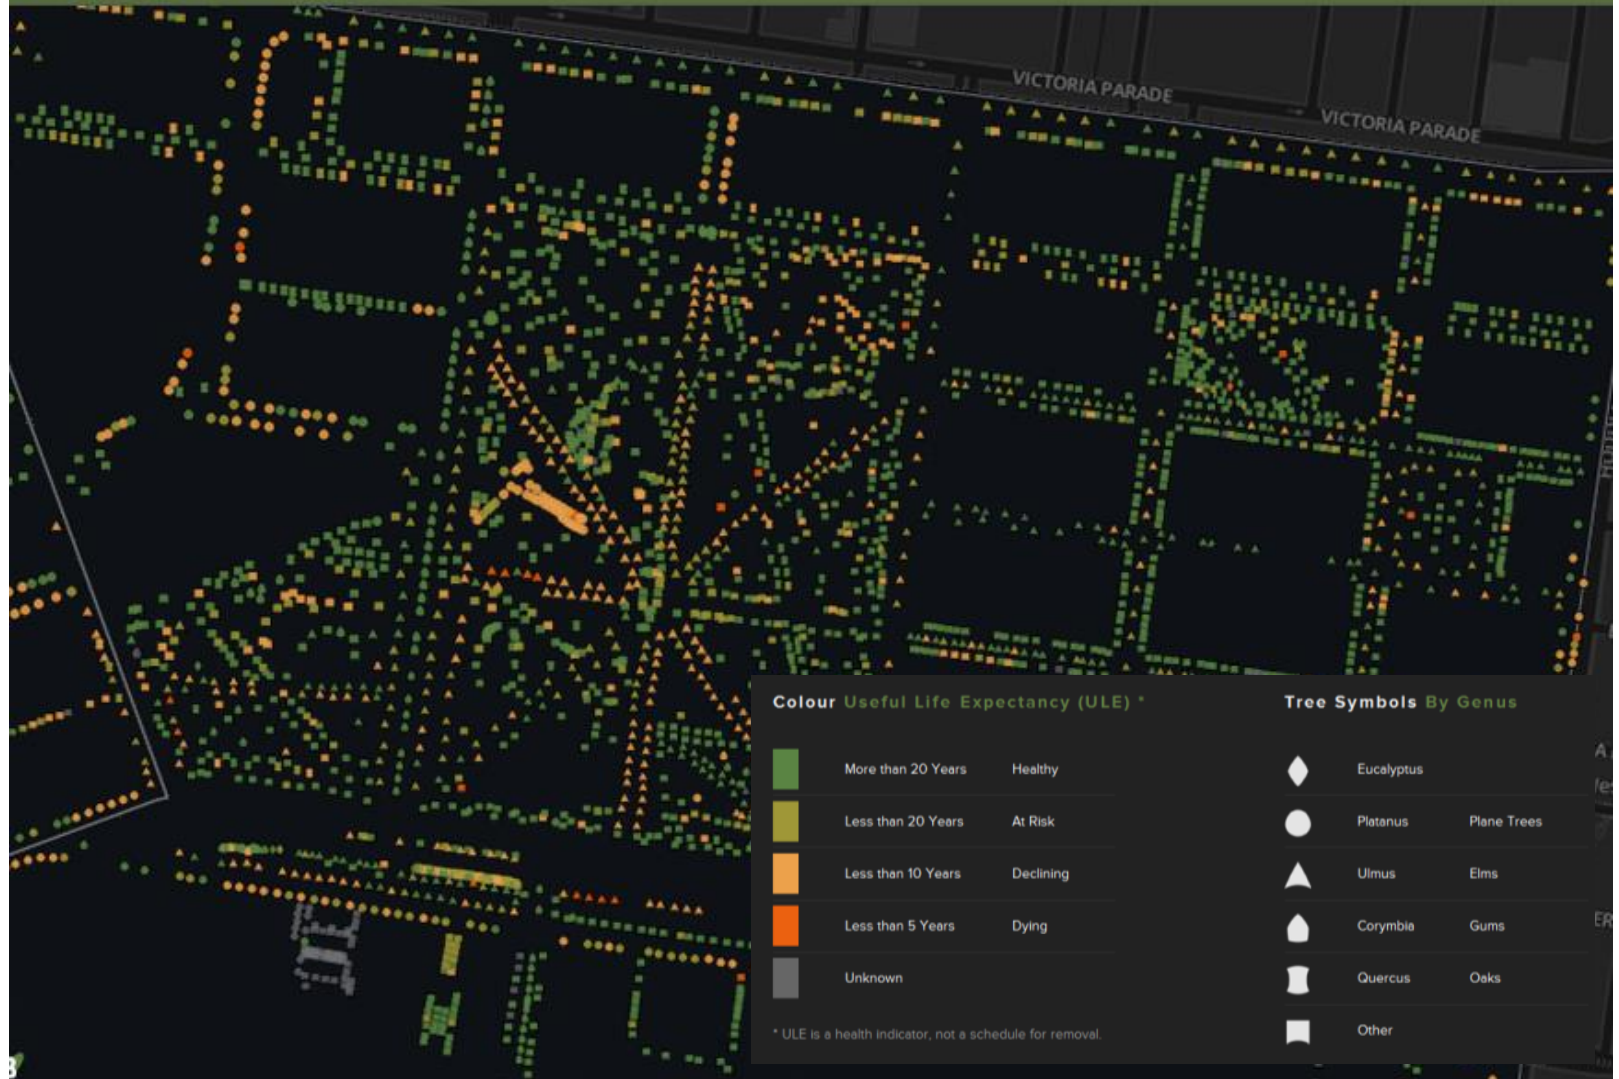 VICTORIA PARADE
VICTORIA PARADE
Colour Useful Life Expectancy (ULE) *
More than 20 Years Healthy
Less than 20 Years At Risk
Less than 10 Years Declining
Less than 5 Years Dying
Unknown
* ULE is a health indicator, not a schedule for removal.
Tree Symbols By Genus
Eucalyptus
Platanus Plane Trees
Ulmus Elms
Corymbia Gums
Quercus Oaks
Other